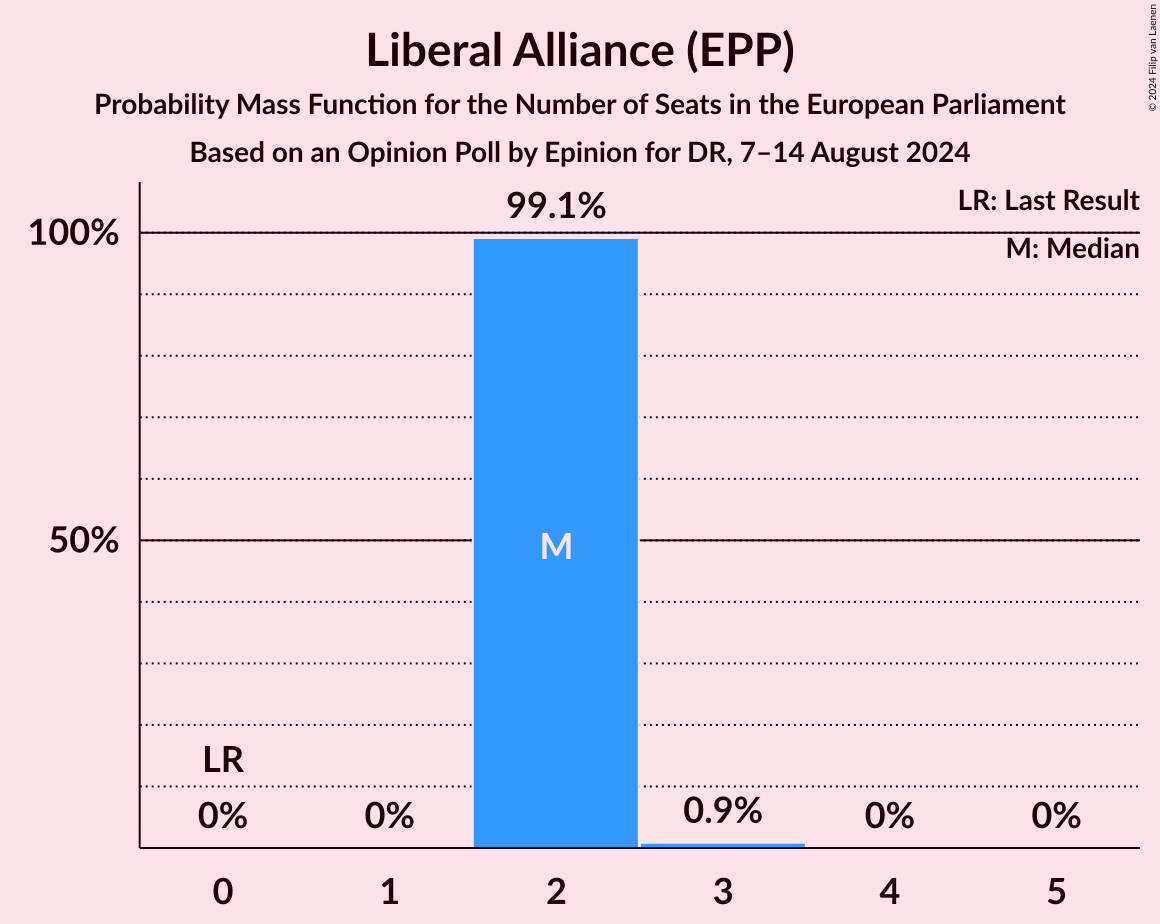 Liberal Alliance (EPP)
Probability Mass Function for the Number of Seats in the European Parliament
Based on an Opinion Poll by Epinion for DR, 7–14 August 2024
© 2024 Filip van Laenen
LR: Last Result
M: Median
99.1%
100%
50%
M
LR
0%
0%
0.9%
0%
0%
0
1
2
3
4
5